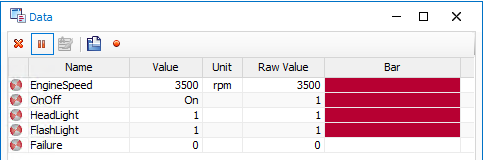 Data
Name Value Unit Raw Value Bar
EngineSpeed 3500 rpm 3500
OnOff On 1
HeadLight 1 1
FlashLight 1 1
Failure 0 0